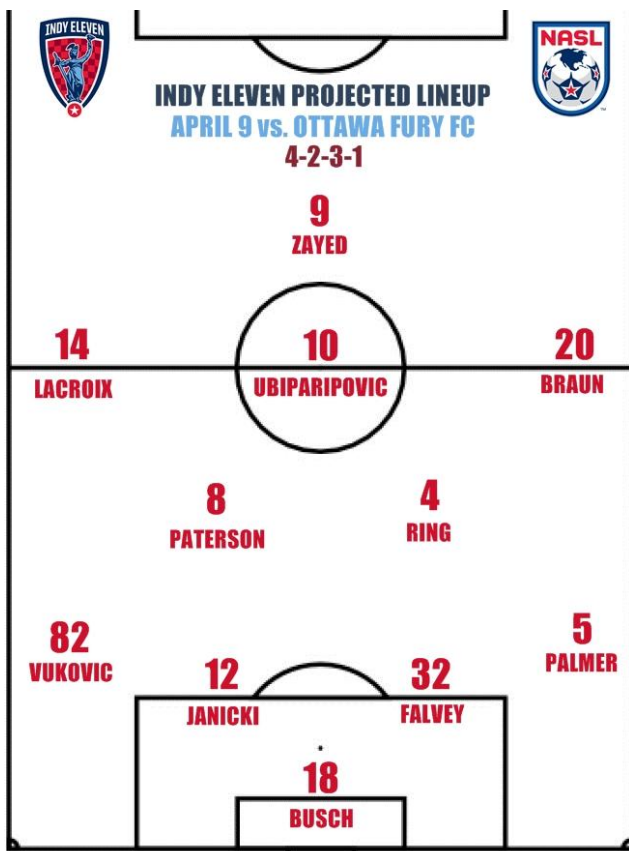 INDY ELEVEN
NASL
INDY ELEVEN PROJECTED LINEUP
APRIL 9 vs. OTTAWA FURY FC
4-2-3-1
9
ZAYED
14
LACROIX
10
UBIPARIPOVIC
20
BRAUN
8
PATERSON
4
RING
82
VUKOVIC
12
JANICKI
32
FALVEY
5
PALMER
18
BUSCH